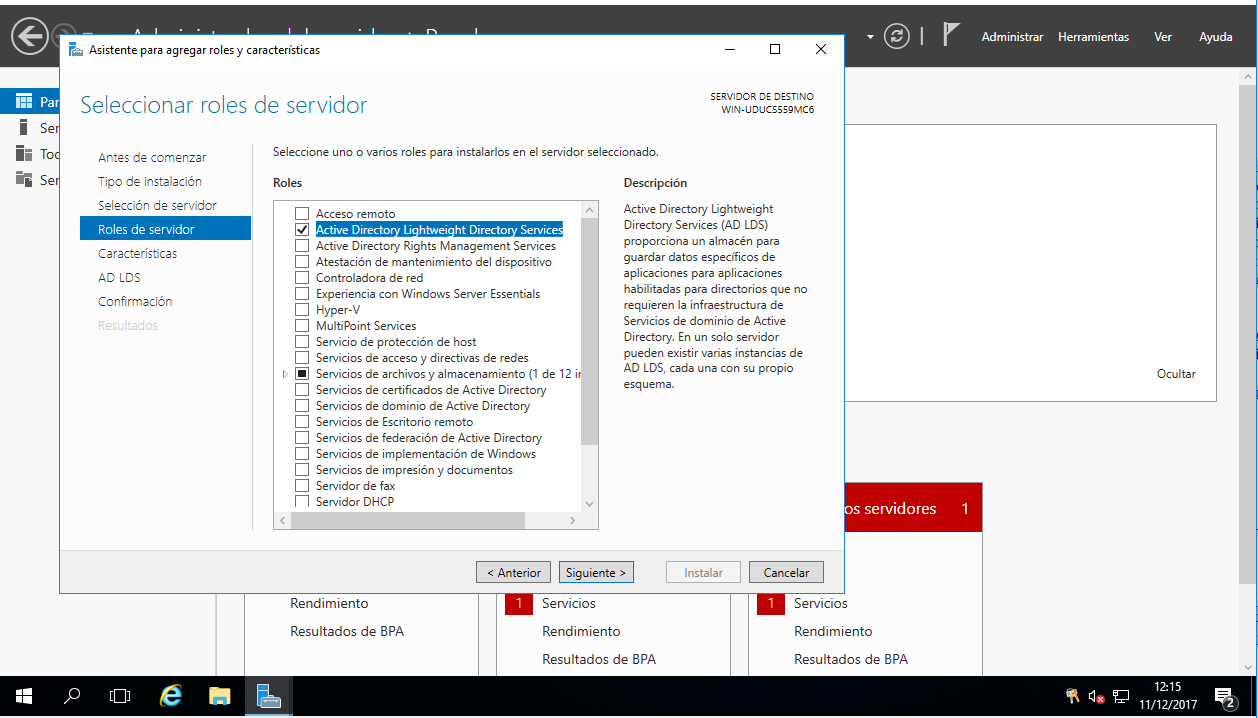 Asistente para agregar roles y características
Administrar Herramientas Ver Ayuda
Seleccionar roles de servidor
SERVIDOR DE DESTINO
WIN-UDUCS559MC6
Antes de comenzar
Tipo de instalación
Selección de servidor
Roles de servidor
Características
AD LDS
Confirmación
Resultados
Seleccione uno o varios roles para instalarlos en el servidor seleccionado.
Roles
Acceso remoto
Active Directory Lightweight Directory Services
Active Directory Rights Management Services
Atestación de mantenimiento del dispositivo
Controladora de red
Experiencia con Windows Server Essentials
Hyper-V
MultiPoint Services
Servicio de protección de host
Servicios de acceso y directivas de redes
Servicios de archivos y almacenamiento (1 de 12 in
Servicios de certificados de Active Directory
Servicios de dominio de Active Directory
Servicios de Escritorio remoto
Servicios de federación de Active Directory
Servicios de implementación de Windows
Servicios de impresión y documentos
Servidor de fax
Servidor DHCP
Descripción
Active Directory Lightweight
Directory Services (AD LDS)
proporciona un almacén para
guardar datos específicos de
aplicaciones para aplicaciones
habilitadas para directorios que no
requieren la infraestructura de
Servicios de dominio de Active
Directory. En un solo servidor
pueden existir varias instancias de
AD LDS, cada una con su propio
esquema.
< Anterior Siguiente > Instalar Cancelar
Par
Ser
Toc
Ser
Ocultar
os servidores 1
Rendimiento
Resultados de BPA
1 Servicios
Rendimiento
Resultados de BPA
1 Servicios
Rendimiento
Resultados de BPA
12:15
11/12/2017
2